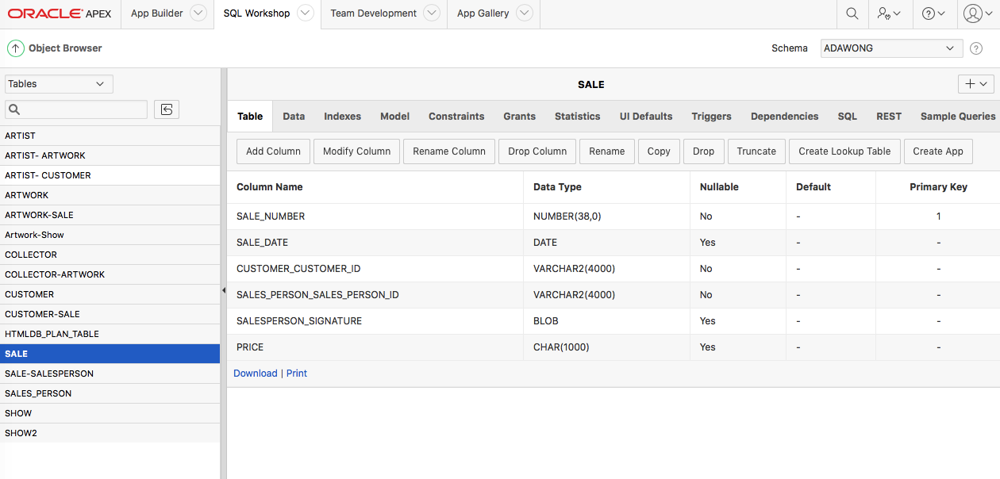 ORACLE APEX App Builder SQL Workshop Team Development App Gallery
Object Browser Schema ADAWONG
Tables
SALE
Table Data Indexes Model Constraints Grants Statistics UI Defaults Triggers Dependencies SQL REST Sample Queries
Add Column Modify Column Rename Column Drop Column Rename Copy Drop Truncate Create Lookup Table Create App
ARTIST
ARTIST- ARTWORK
ARTIST- CUSTOMER
ARTWORK
ARTWORK-SALE
Artwork-Show
COLLECTOR
COLLECTOR-ARTWORK
CUSTOMER
CUSTOMER-SALE
HTMLDB_PLAN_TABLE
SALE
SALE-SALESPERSON
SALES_PERSON
SHOW
SHOW2
Column Name Data Type Nullable Default Primary Key
SALE_NUMBER NUMBER(38,0) No - 1
SALE_DATE DATE Yes - -
CUSTOMER_CUSTOMER_ID VARCHAR2(4000) No - -
SALES_PERSON_SALES_PERSON_ID VARCHAR2(4000) No - -
SALESPERSON_SIGNATURE BLOB Yes - -
PRICE CHAR(1000) Yes - -
Download | Print